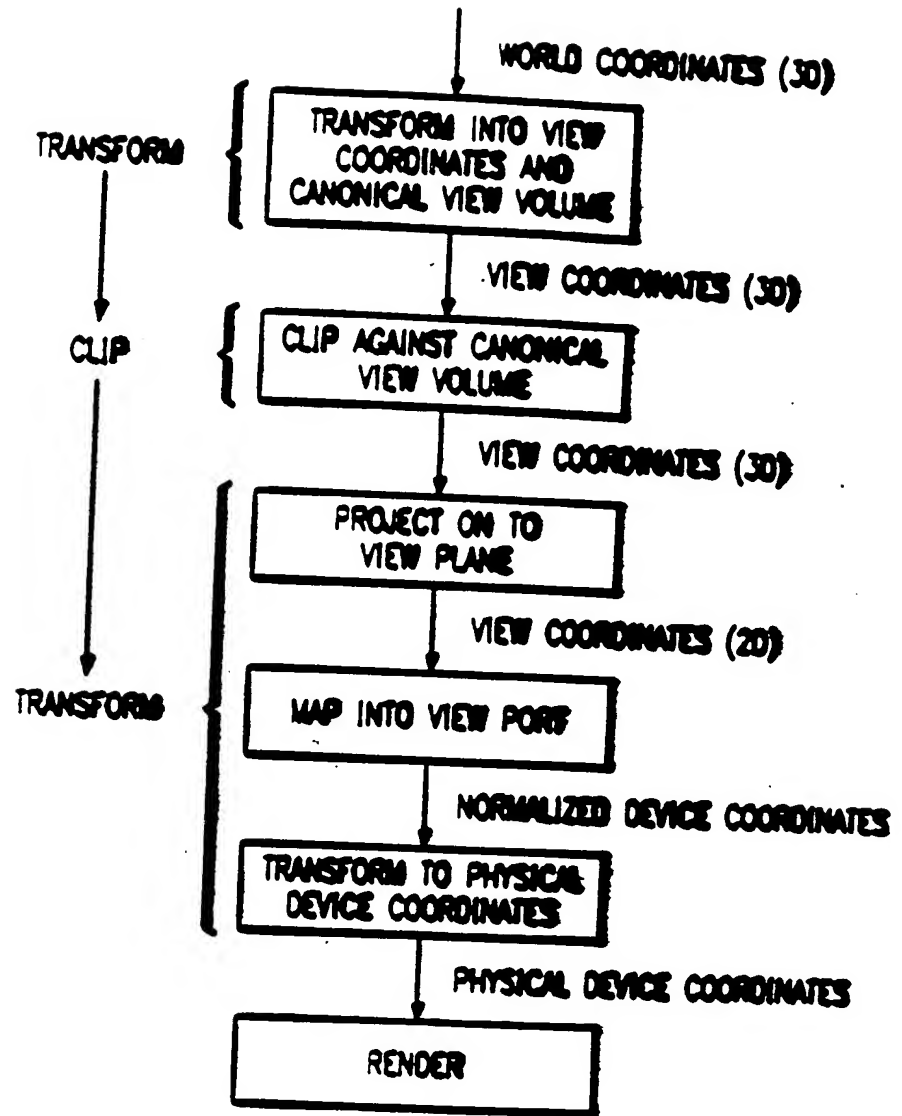 WORLD COORDINATES (3D)
TRANSFORM
TRANSFORM INTO VIEW
COORDINATES AND
CANONICAL VIEW VOLUME
VIEW COORDINATES (3D)
CLIP
CLIP AGAINST CANONICAL
VIEW VOLUME
VIEW COORDINATES (3D)
PROJECT ON TO
VIEW PLANE
VIEW COORDINATES (2D)
TRANSFORM
MAP INTO VIEW PORT
NORMALIZED DEVICE COORDINATES
TRANSFORM TO PHYSICAL
DEVICE COORDINATES
PHYSICAL DEVICE COORDINATES
RENDER